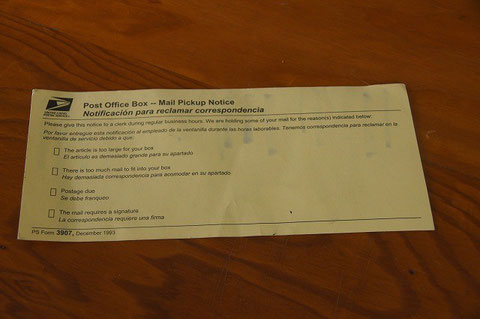 UNITED STATES
POSTAL SERVICE
Post Office Box -- Mail Pickup Notice
Notificación para reclamar correspondencia
Please give this notice to a clerk during regular business hours. We are holding some of your mail for the reason(s) indicated below:
Por favor entregue esta notificación al empleado de la ventanilla durante las horas laborables. Tenemos correspondencia para reclamar en la
ventanilla de servicio debido a que:
The article is too large for your box
El artículo es demasiado grande para su apartado
There is too much mail to fit into your box
Hay demasiada correspondencia para acomodar en su apartado
Postage due
Se debe franqueo
The mail requires a signature
La correspondencia requiere una firma
PS Form 3907, December 1993